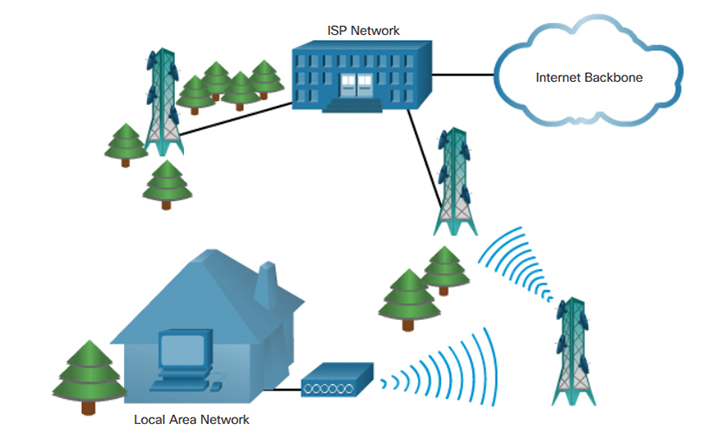 ISP Network
Internet Backbone
Local Area Network